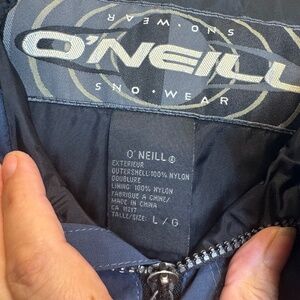 SNO·WEAR
O'NEILL
SNO·WEAR
O'NEILL®
EXTERIEUR
OUTERSHELL:100% NYLON
DOUBLURE
LINING: 100% NYLON
FABRIQUE A CHINE/
MADE IN CHINA
CA 11217
TAILLE/SIZE: L / G